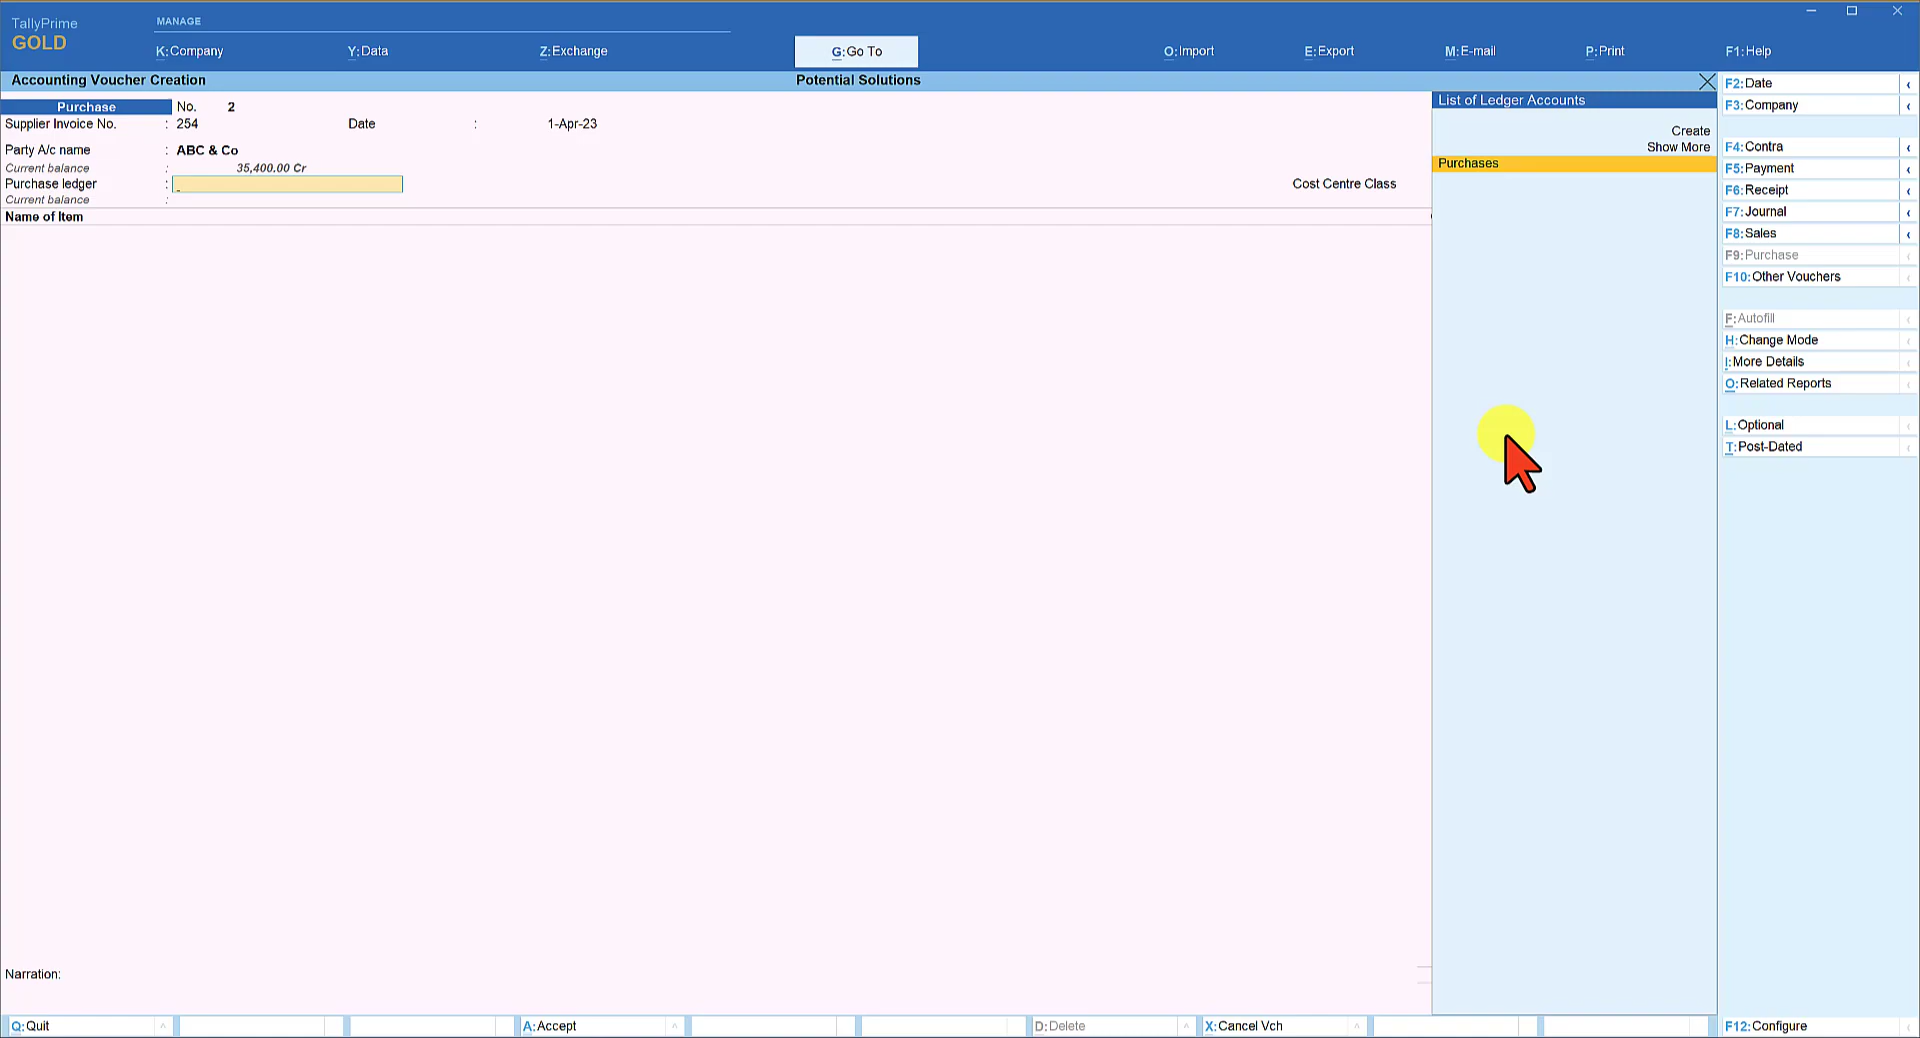 TallyPrime
GOLD
MANAGE
K:Company
Y:Data
Z:Exchange
G:Go To
O:Import
E:Export
M:E-mail
P:Print
F1:Help
Accounting Voucher Creation
Potential Solutions
Purchase No. 2
Supplier Invoice No. : 254 Date : 1-Apr-23
Party A/c name : ABC & Co
Current balance : 35,400.00 Cr
Purchase ledger :
Cost Centre Class
Current balance :
Name of Item
Narration:
List of Ledger Accounts
Create
Show More
Purchases
F2:Date
F3:Company
F4:Contra
F5:Payment
F6:Receipt
F7:Journal
F8:Sales
F9:Purchase
F10:Other Vouchers
F:Autofill
H:Change Mode
I:More Details
O:Related Reports
L:Optional
T:Post-Dated
Q:Quit
A:Accept
D:Delete
X:Cancel Vch
F12:Configure